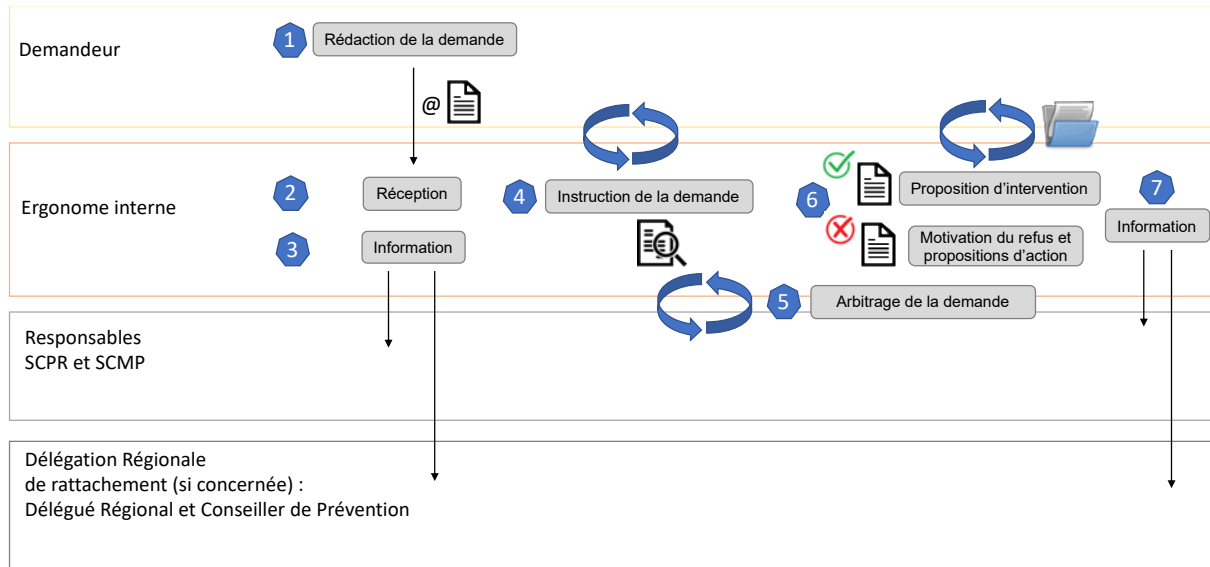 Demandeur
1
Rédaction de la demande
@
Ergonome interne
2
Réception
3
Information
4
Instruction de la demande
5
Arbitrage de la demande
6
Proposition d'intervention
Motivation du refus et
propositions d'action
7
Information
Responsables
SCPR et SCMP
Délégation Régionale
de rattachement (si concernée) :
Délégué Régional et Conseiller de Prévention